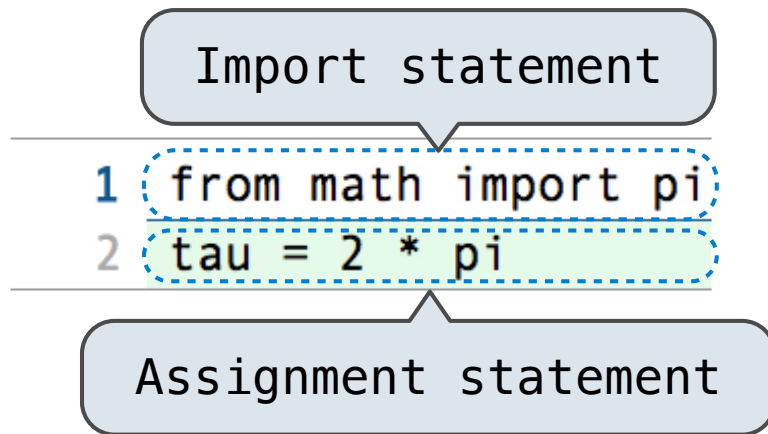 Import statement
1 from math import pi
2 tau = 2 * pi
Assignment statement